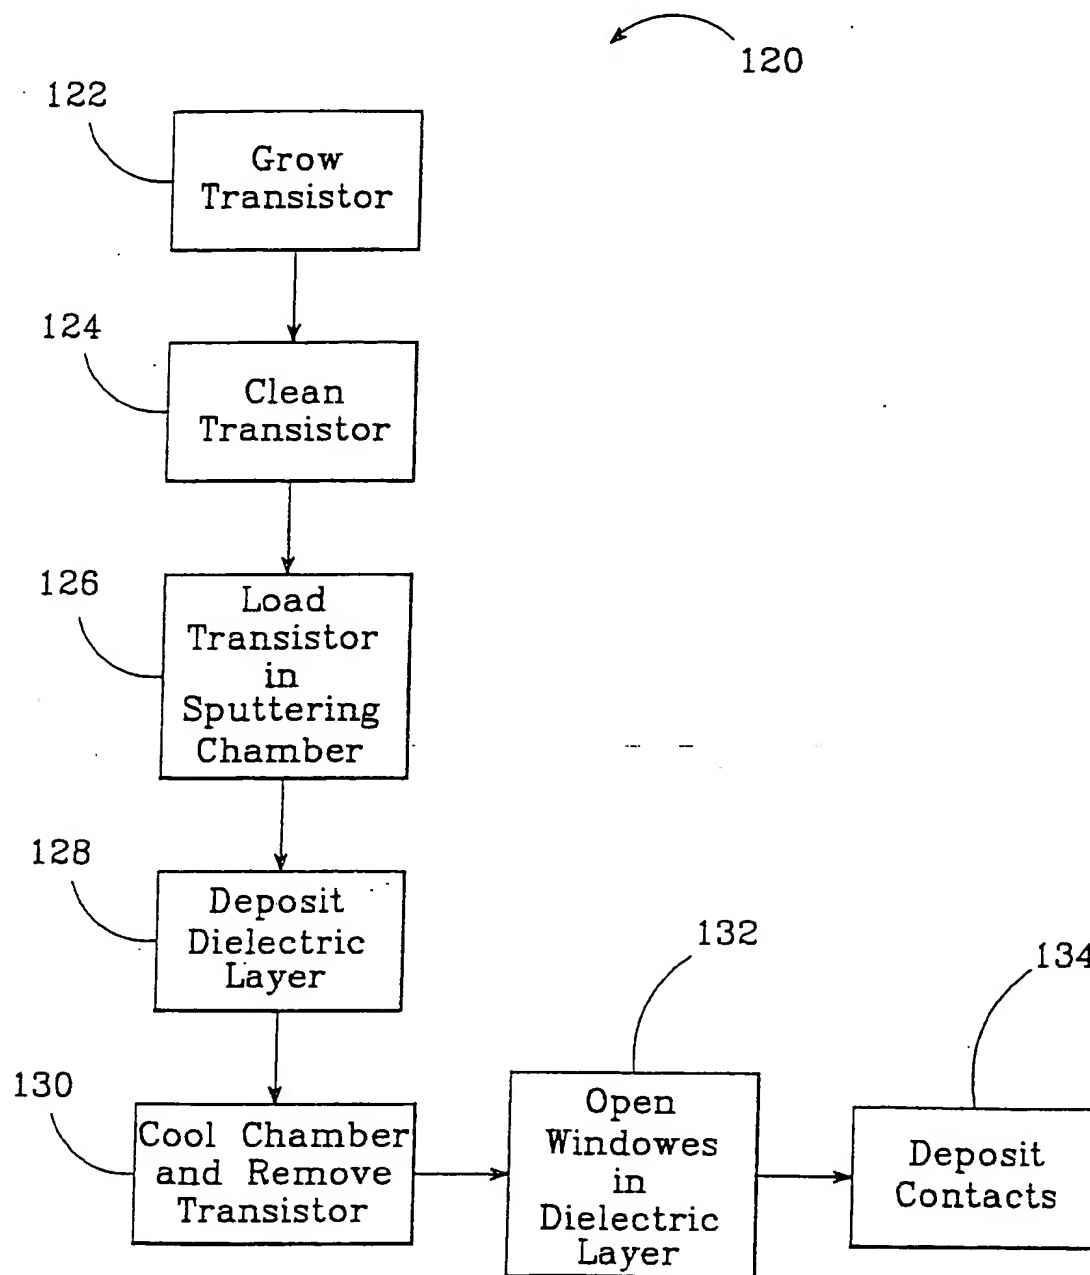 120
122
Grow
Transistor
124
Clean
Transistor
126
Load
Transistor
in
Sputtering
Chamber
128
Deposit
Dielectric
Layer
130
Cool Chamber
and Remove
Transistor
132
Open
Windowes
in
Dielectric
Layer
134
Deposit
Contacts